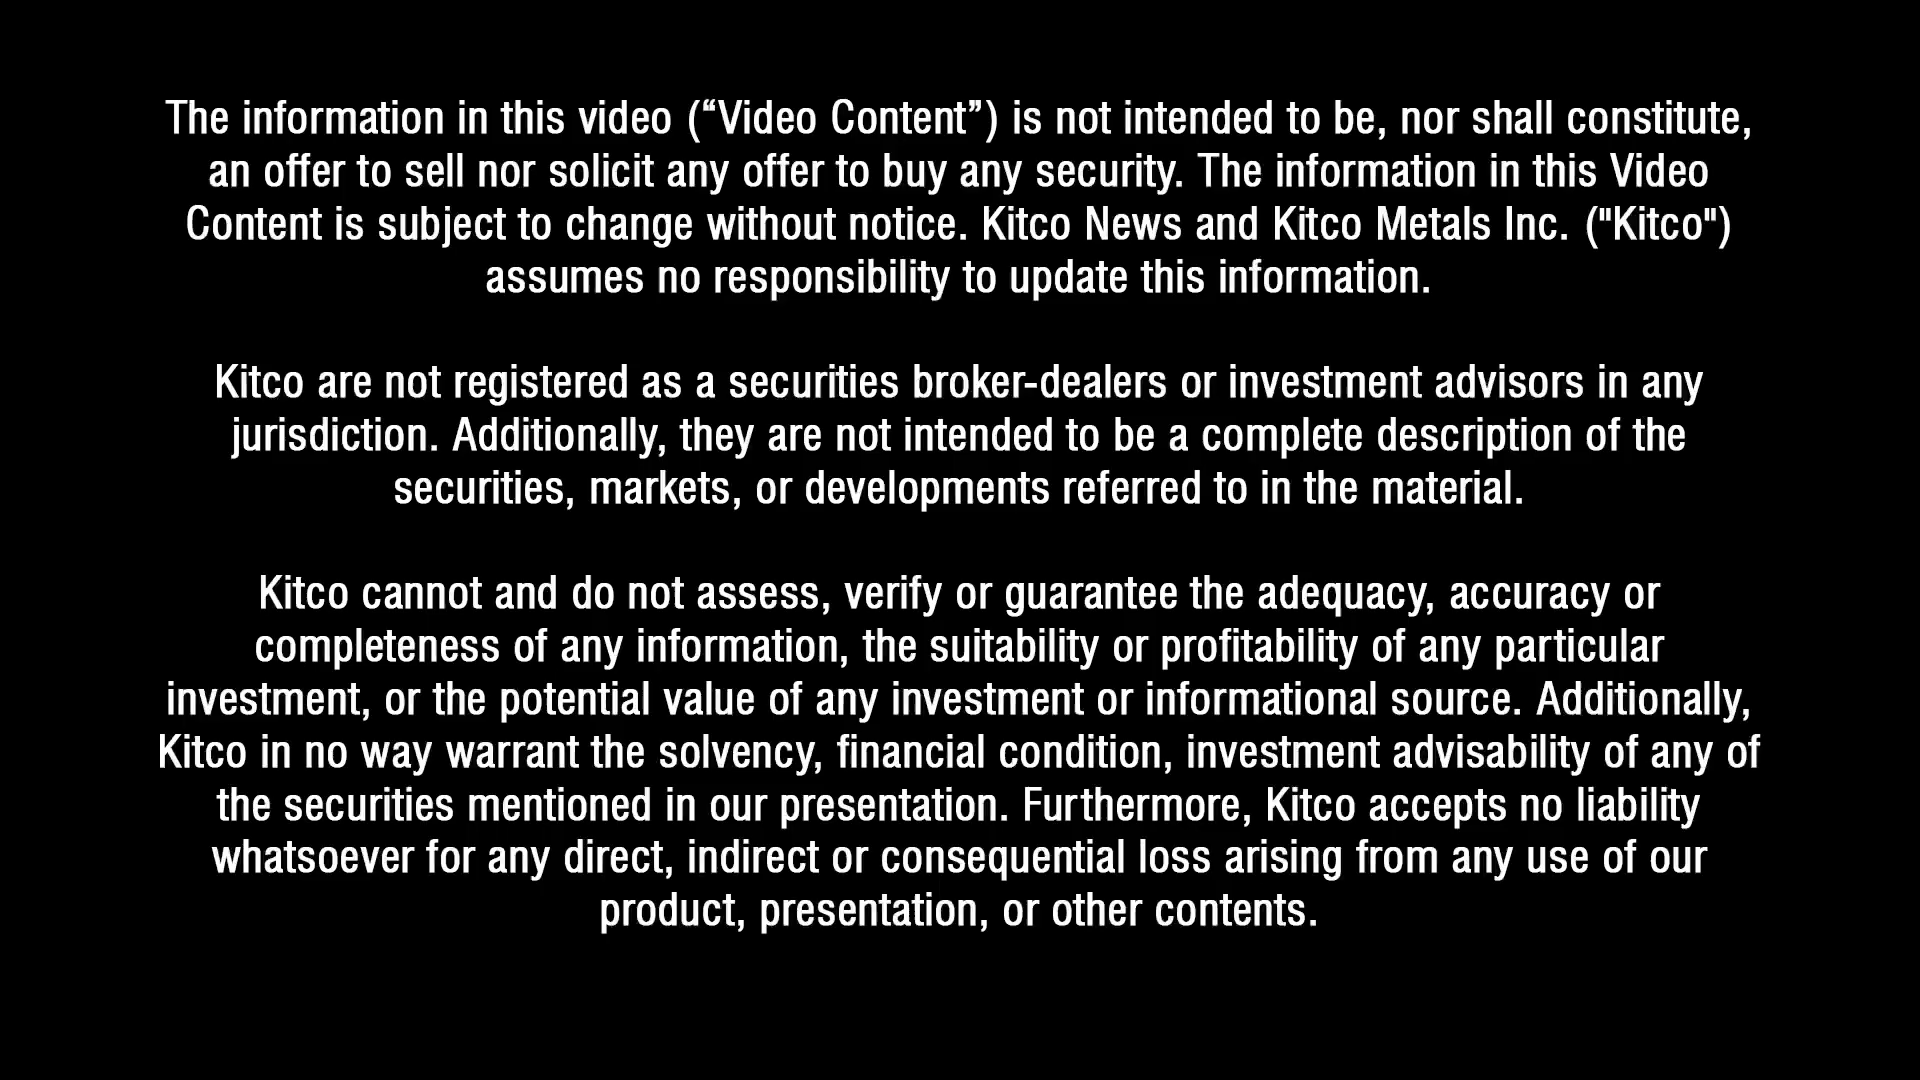 The information in this video (“Video Content”) is not intended to be, nor shall constitute,
an offer to sell nor solicit any offer to buy any security. The information in this Video
Content is subject to change without notice. Kitco News and Kitco Metals Inc. ("Kitco")
assumes no responsibility to update this information.
Kitco are not registered as a securities broker-dealers or investment advisors in any
jurisdiction. Additionally, they are not intended to be a complete description of the
securities, markets, or developments referred to in the material.
Kitco cannot and do not assess, verify or guarantee the adequacy, accuracy or
completeness of any information, the suitability or profitability of any particular
investment, or the potential value of any investment or informational source. Additionally,
Kitco in no way warrant the solvency, financial condition, investment advisability of any of
the securities mentioned in our presentation. Furthermore, Kitco accepts no liability
whatsoever for any direct, indirect or consequential loss arising from any use of our
product, presentation, or other contents.